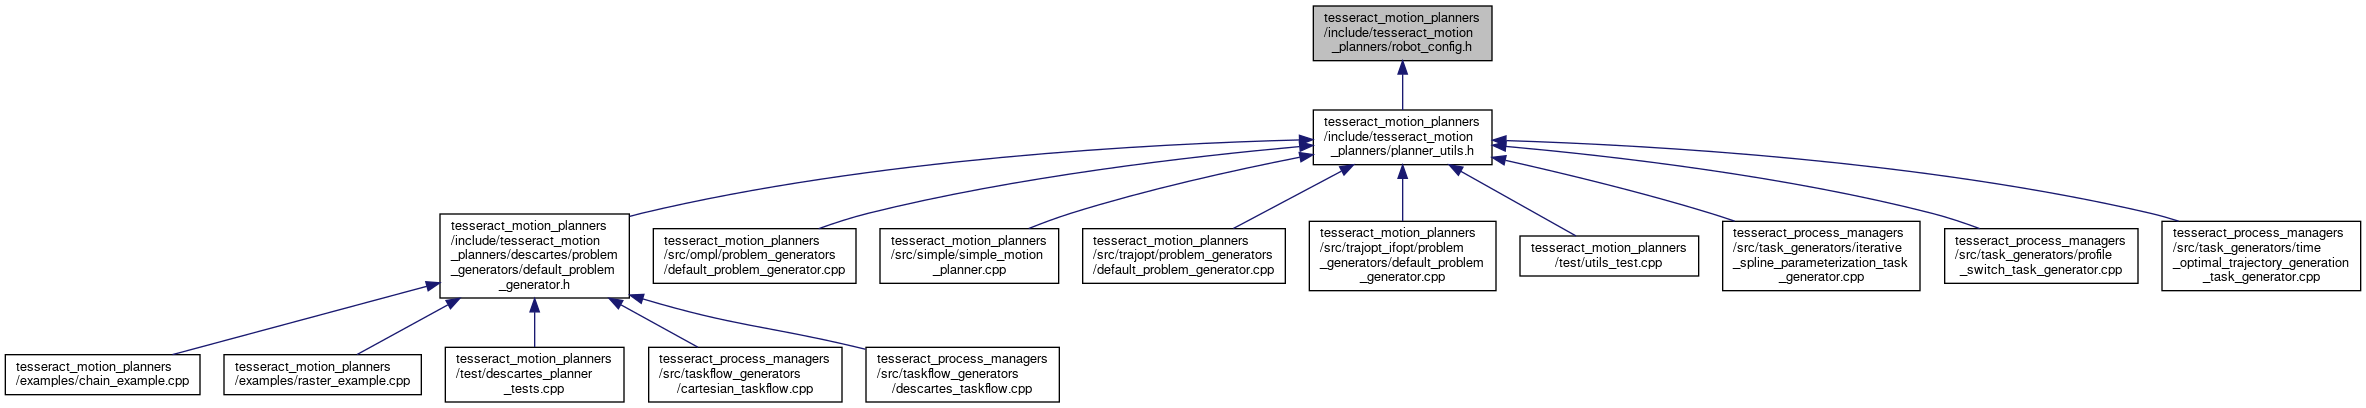 tesseract_motion_planners
/include/tesseract_motion
_planners/robot_config.h
tesseract_motion_planners
/include/tesseract_motion
_planners/planner_utils.h
tesseract_motion_planners
/include/tesseract_motion
_planners/descartes/problem
_generators/default_problem
_generator.h
tesseract_motion_planners
/src/ompl/problem_generators
/default_problem_generator.cpp
tesseract_motion_planners
/src/simple/simple_motion
_planner.cpp
tesseract_motion_planners
/src/trajopt/problem_generators
/default_problem_generator.cpp
tesseract_motion_planners
/src/trajopt_ifopt/problem
_generators/default_problem
_generator.cpp
tesseract_motion_planners
/test/utils_test.cpp
tesseract_process_managers
/src/task_generators/iterative
_spline_parameterization_task
_generator.cpp
tesseract_process_managers
/src/task_generators/profile
_switch_task_generator.cpp
tesseract_process_managers
/src/task_generators/time
_optimal_trajectory_generation
_task_generator.cpp
tesseract_motion_planners
/examples/chain_example.cpp
tesseract_motion_planners
/examples/raster_example.cpp
tesseract_motion_planners
/test/descartes_planner
_tests.cpp
tesseract_process_managers
/src/taskflow_generators
/cartesian_taskflow.cpp
tesseract_process_managers
/src/taskflow_generators
/descartes_taskflow.cpp